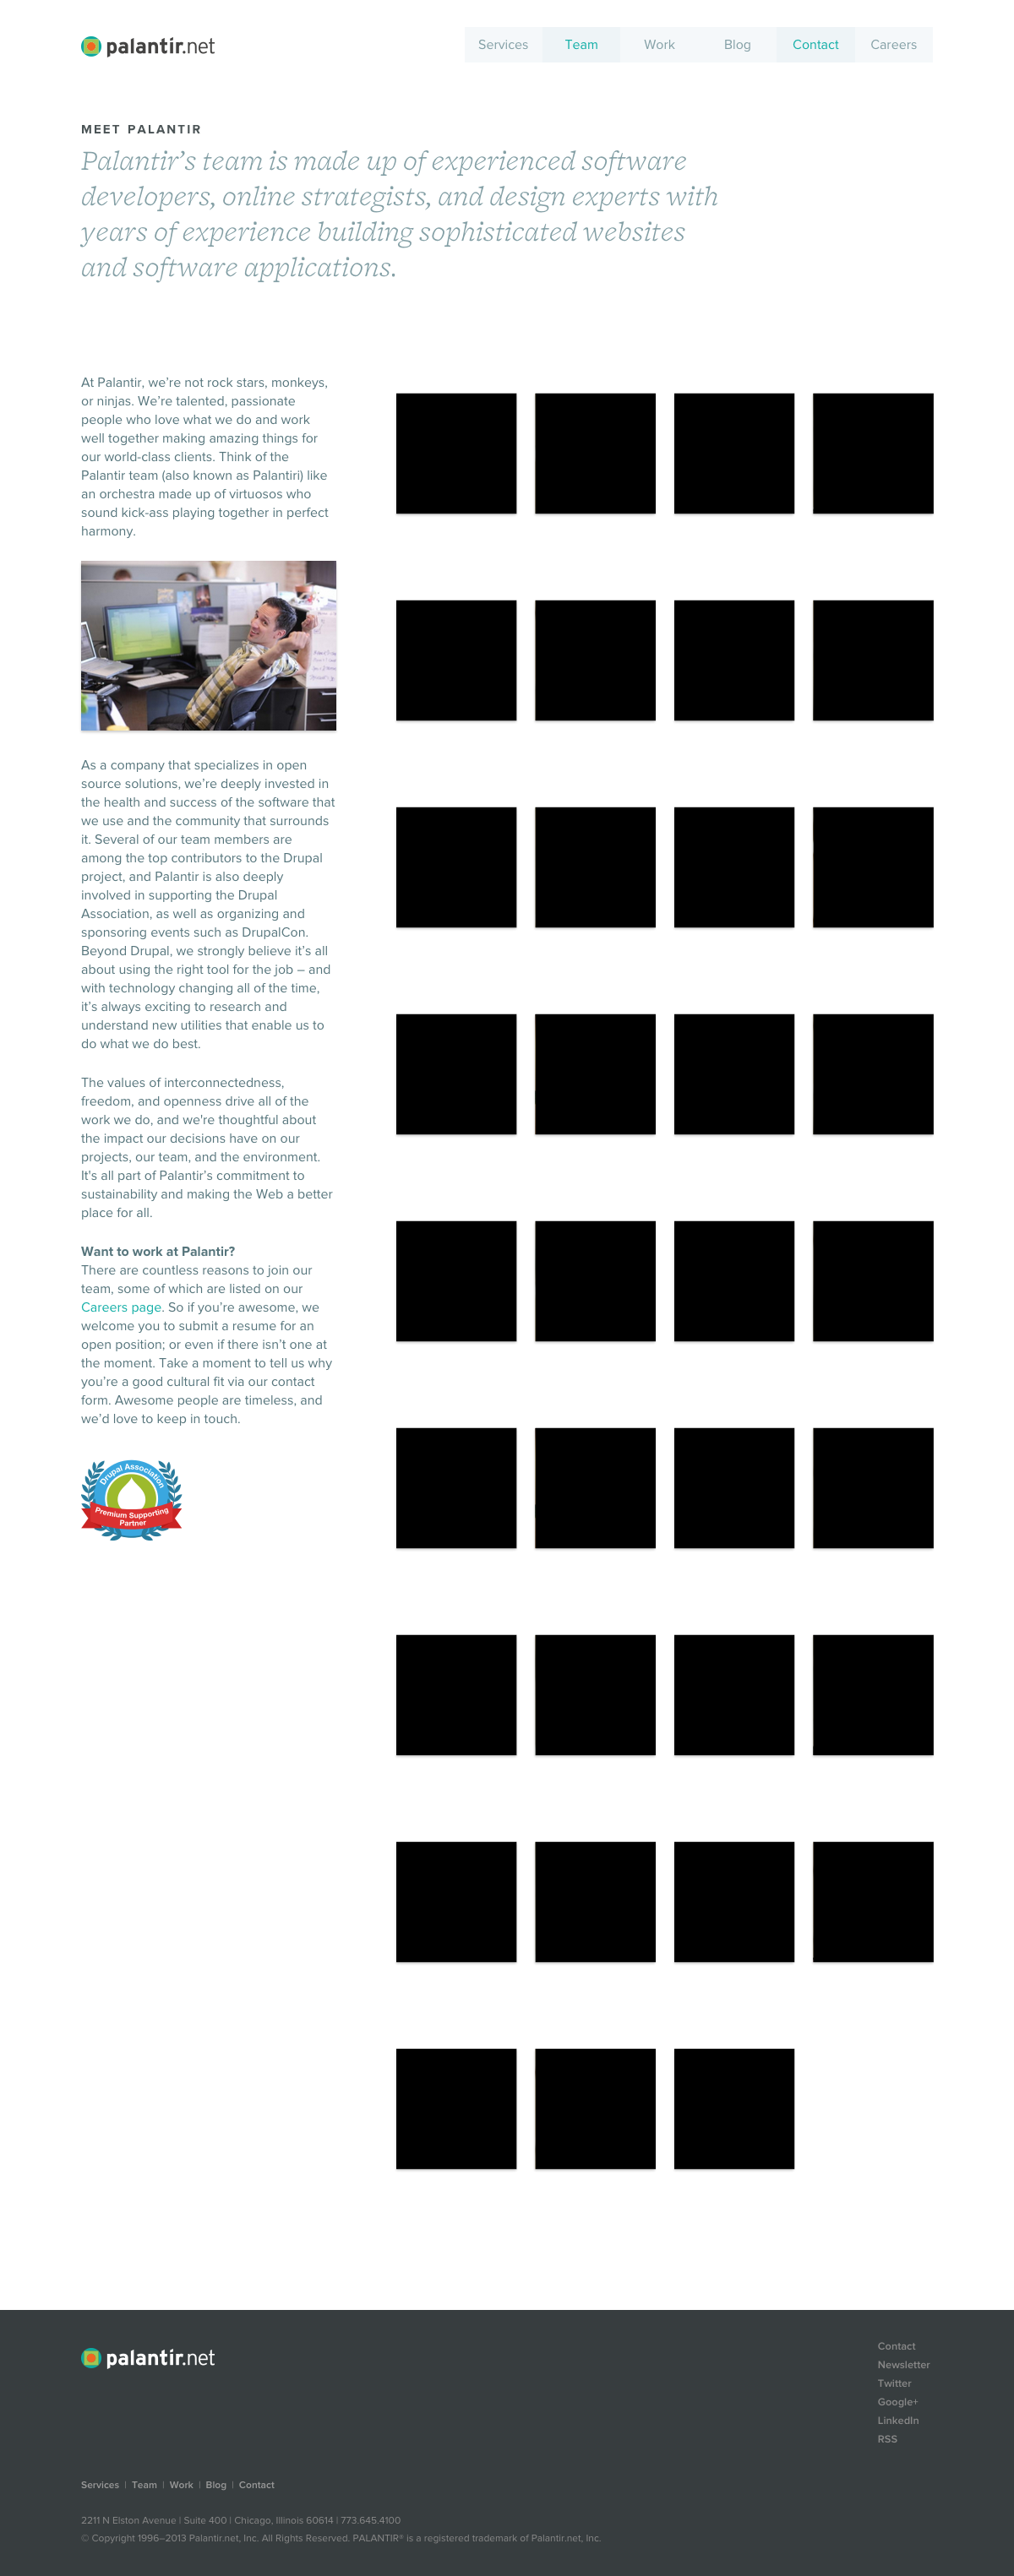 palantir.net
Services
Team
Work
Blog
Contact
Careers
MEET PALANTIR
Palantir’s team is made up of experienced software
developers, online strategists, and design experts with
years of experience building sophisticated websites
and software applications.
At Palantir, we’re not rock stars, monkeys,
or ninjas. We’re talented, passionate
people who love what we do and work
well together making amazing things for
our world-class clients. Think of the
Palantir team (also known as Palantiri) like
an orchestra made up of virtuosos who
sound kick-ass playing together in perfect
harmony.
As a company that specializes in open
source solutions, we’re deeply invested in
the health and success of the software that
we use and the community that surrounds
it. Several of our team members are
among the top contributors to the Drupal
project, and Palantir is also deeply
involved in supporting the Drupal
Association, as well as organizing and
sponsoring events such as DrupalCon.
Beyond Drupal, we strongly believe it’s all
about using the right tool for the job – and
with technology changing all of the time,
it’s always exciting to research and
understand new utilities that enable us to
do what we do best.
The values of interconnectedness,
freedom, and openness drive all of the
work we do, and we're thoughtful about
the impact our decisions have on our
projects, our team, and the environment.
It's all part of Palantir’s commitment to
sustainability and making the Web a better
place for all.
Want to work at Palantir?
There are countless reasons to join our
team, some of which are listed on our
Careers page. So if you’re awesome, we
welcome you to submit a resume for an
open position; or even if there isn’t one at
the moment. Take a moment to tell us why
you’re a good cultural fit via our contact
form. Awesome people are timeless, and
we’d love to keep in touch.
Drupal Association
Premium Supporting
Partner
palantir.net
Contact
Newsletter
Twitter
Google+
LinkedIn
RSS
Services | Team | Work | Blog | Contact
2211 N Elston Avenue | Suite 400 | Chicago, Illinois 60614 | 773.645.4100
© Copyright 1996–2013 Palantir.net, Inc. All Rights Reserved. PALANTIR® is a registered trademark of Palantir.net, Inc.